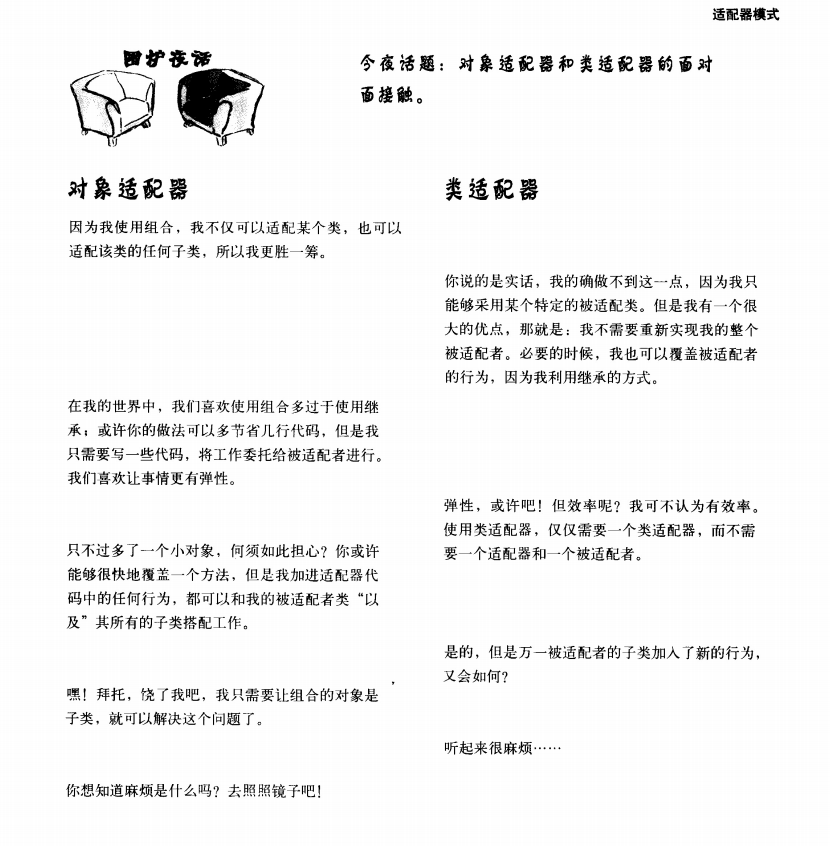 适配器模式
围炉夜话
今夜话题：对象适配器和类适配器的面对
面接触。
对象适配器
因为我使用组合，我不仅可以适配某个类，也可以
适配该类的任何子类，所以我更胜一筹。
类适配器
你说的是实话，我的确做不到这一点，因为我只
能够采用某个特定的被适配类。但是我有一个很
大的优点，那就是：我不需要重新实现我的整个
被适配者。必要的时候，我也可以覆盖被适配者
的行为，因为我利用继承的方式。
在我的世界中，我们喜欢使用组合多过于使用继
承；或许你的做法可以多节省几行代码，但是我
只需要写一些代码，将工作委托给被适配者进行。
我们喜欢让事情更有弹性。
弹性，或许吧！但效率呢？我可不认为有效率。
使用类适配器，仅仅需要一个类适配器，而不需
要一个适配器和一个被适配者。
只不过多了一个小对象，何须如此担心？你或许
能够很快地覆盖一个方法，但是我加进适配器代
码中的任何行为，都可以和我的被适配者类“以
及”其所有的子类搭配工作。
是的，但是万一被适配者的子类加入了新的行为，
又会如何？
嘿！拜托，饶了我吧，我只需要让组合的对象是
子类，就可以解决这个问题了。
听起来很麻烦……
你想知道麻烦是什么吗？去照照镜子吧！